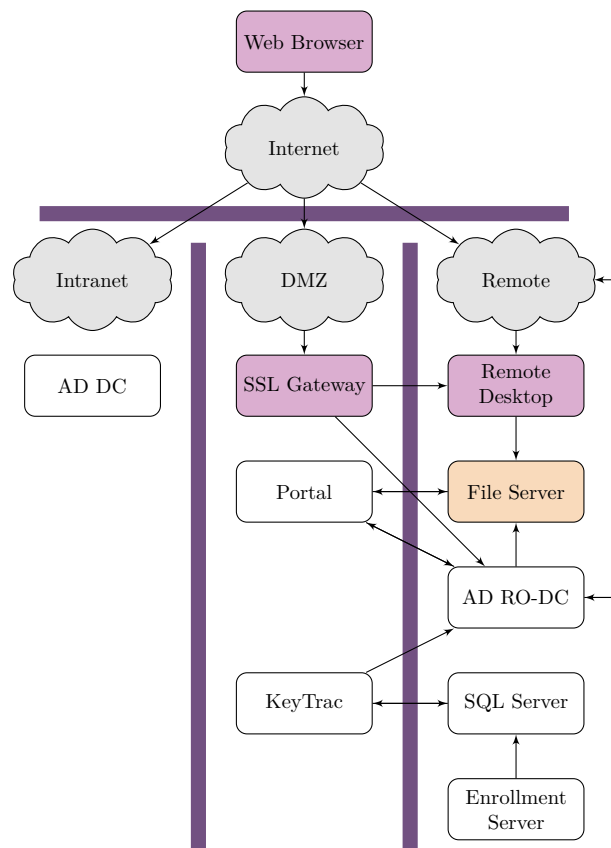 Web Browser
Internet
Intranet
DMZ
Remote
AD DC
SSL Gateway
Remote
Desktop
Portal
File Server
AD RO-DC
KeyTrac
SQL Server
Enrollment
Server